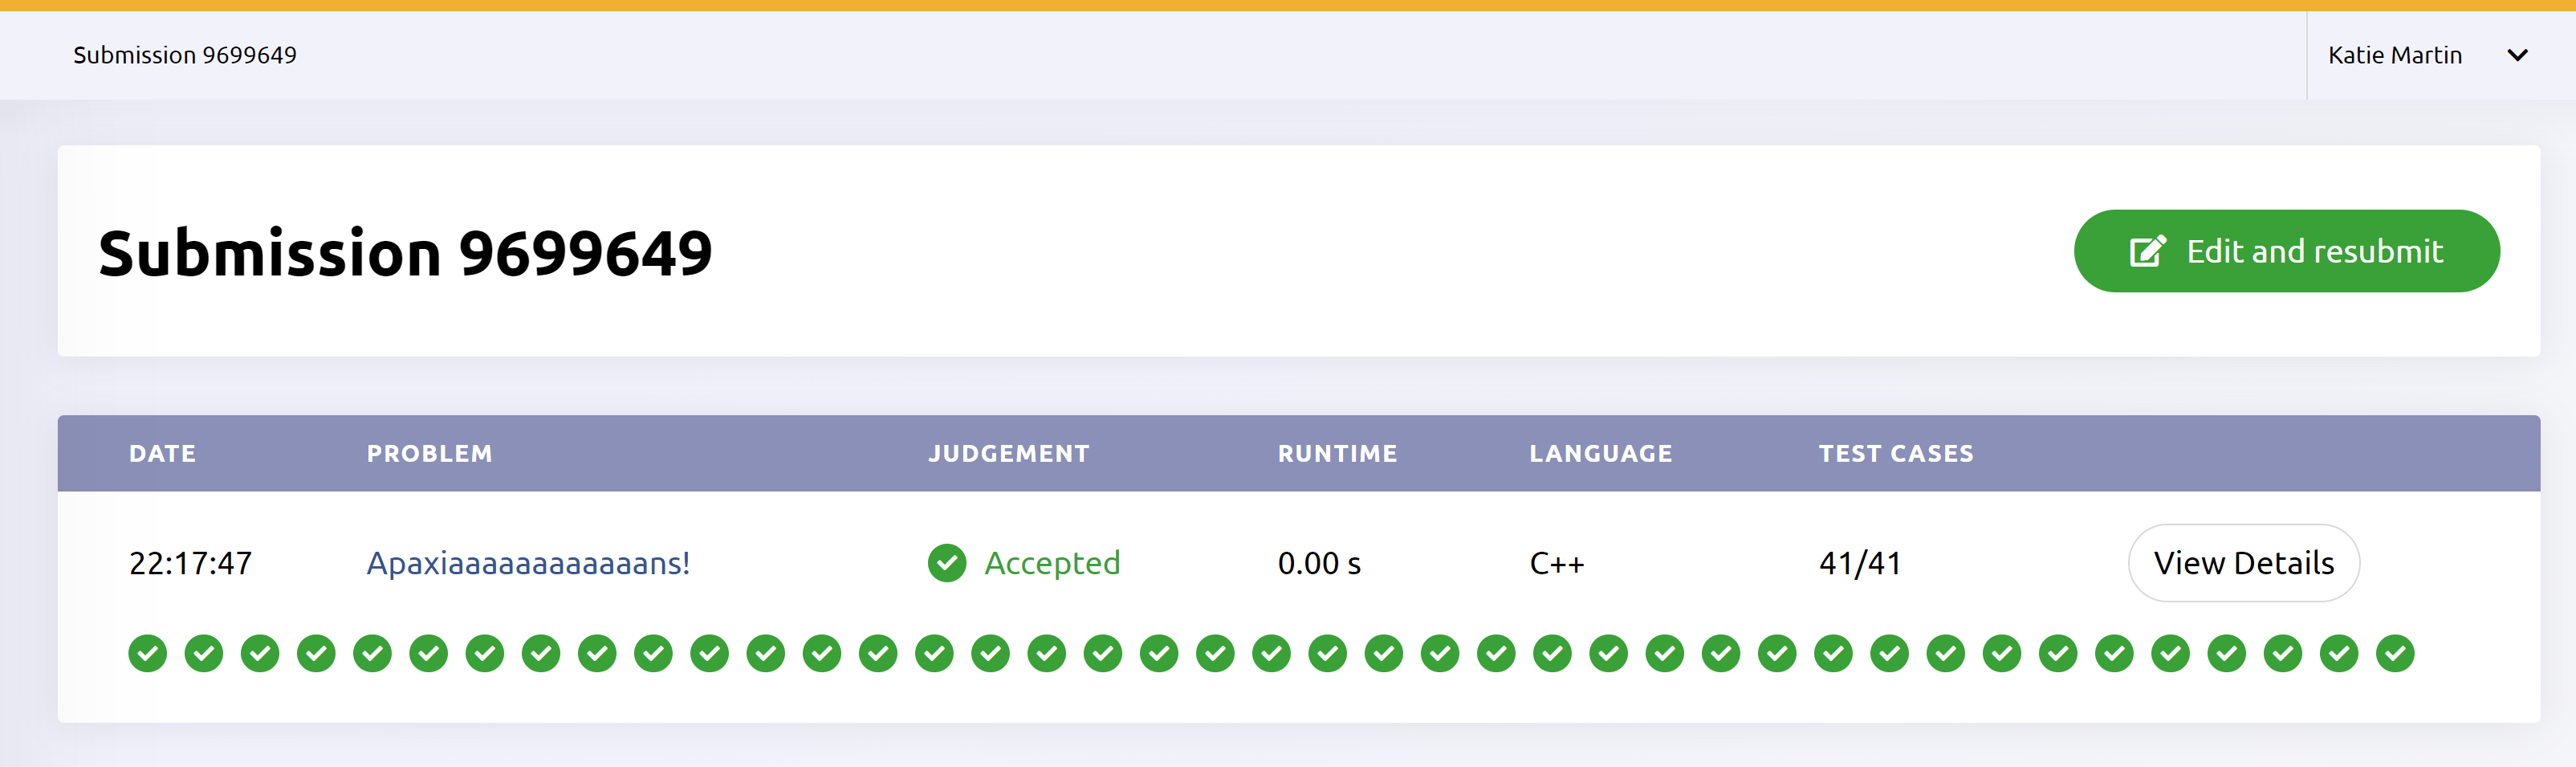 Submission 9699649
Katie Martin
Submission 9699649
Edit and resubmit
DATE PROBLEM JUDGEMENT RUNTIME LANGUAGE TEST CASES
22:17:47 Apaxiaaaaaaaaaaaans! Accepted 0.00 s C++ 41/41 View Details